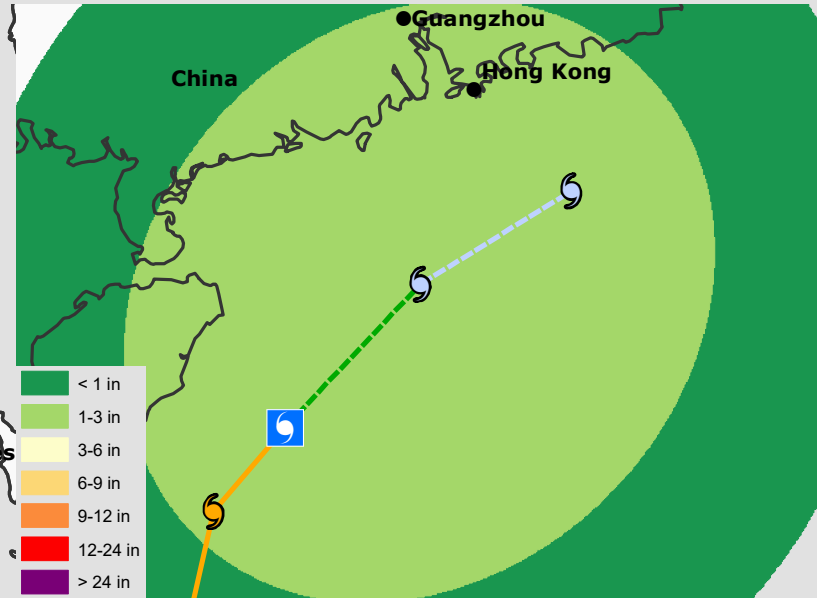 Guangzhou
Hong Kong
China
es
< 1 in
1-3 in
3-6 in
6-9 in
9-12 in
12-24 in
> 24 in